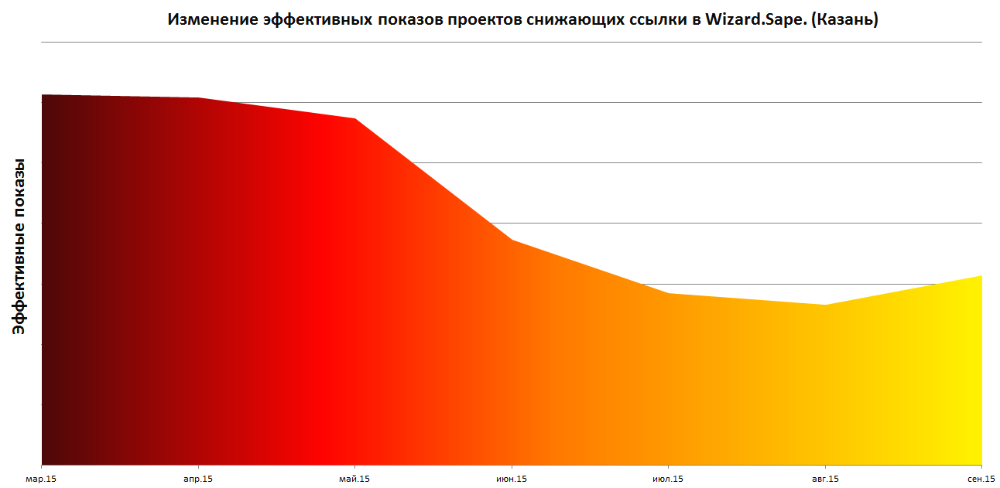 Изменение эффективных показов проектов снижающих ссылки в Wizard.Sape. (Казань)
Эффективные показы
мар.15 апр.15 май.15 июн.15 июл.15 авг.15 сен.15